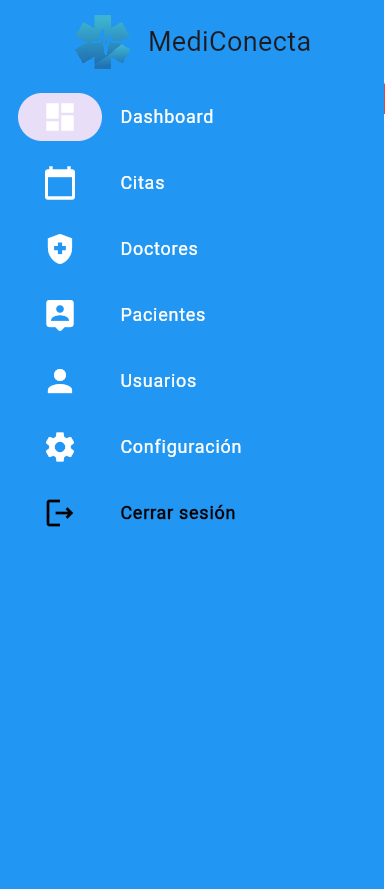 MediConecta
Dashboard
Citas
Doctores
Pacientes
Usuarios
Configuración
Cerrar sesión